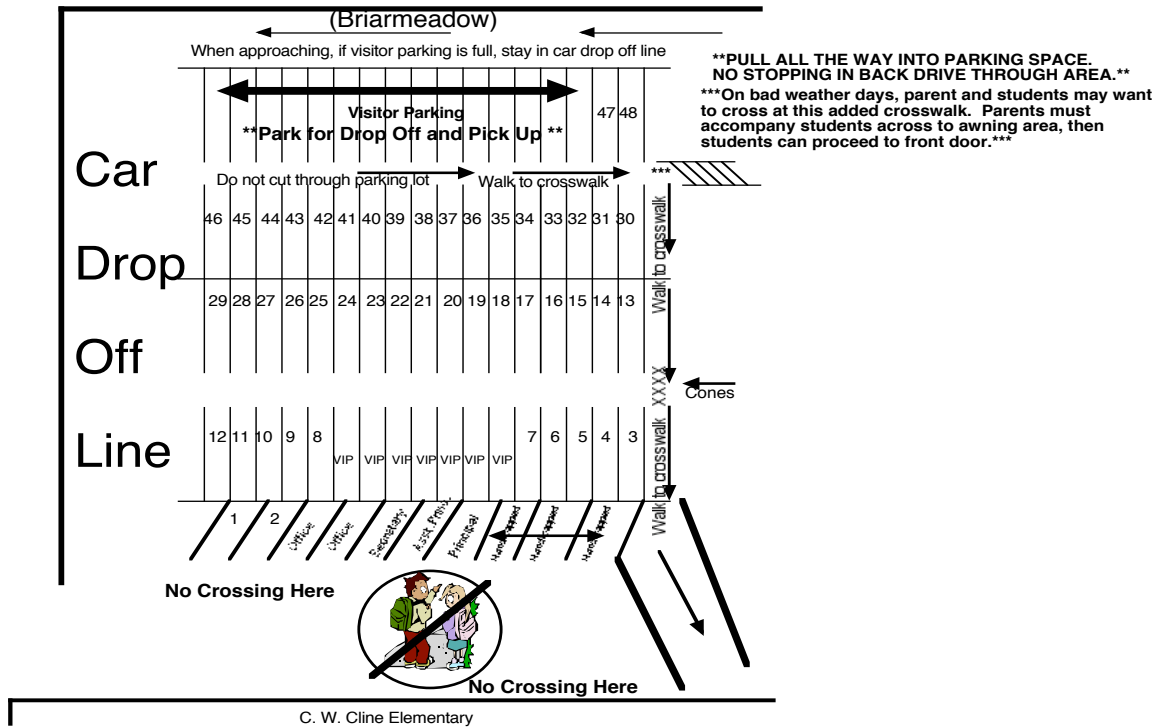 (Briarmeadow)
When approaching, if visitor parking is full, stay in car drop off line
**PULL ALL THE WAY INTO PARKING SPACE.
NO STOPPING IN BACK DRIVE THROUGH AREA.**
***On bad weather days, parent and students may want
to cross at this added crosswalk. Parents must
accompany students across to awning area, then
students can proceed to front door.***
Visitor Parking
47 48
**Park for Drop Off and Pick Up **
Car
Do not cut through parking lot
Walk to crosswalk
***
46 45 44 43 42 41 40 39 38 37 36 35 34 33 32 31 30
Walk to crosswalk
Drop
29 28 27 26 25 24 23 22 21 20 19 18 17 16 15 14 13
Off
XXXX
Cones
Line
12 11 10 9 8 7 6 5 4 3
VIP VIP VIP VIP VIP VIP VIP
Walk to crosswalk
1 2 Office Office Secretary Asst. Prin. Principal Handicapped Handicapped Handicapped
No Crossing Here
No Crossing Here
C. W. Cline Elementary